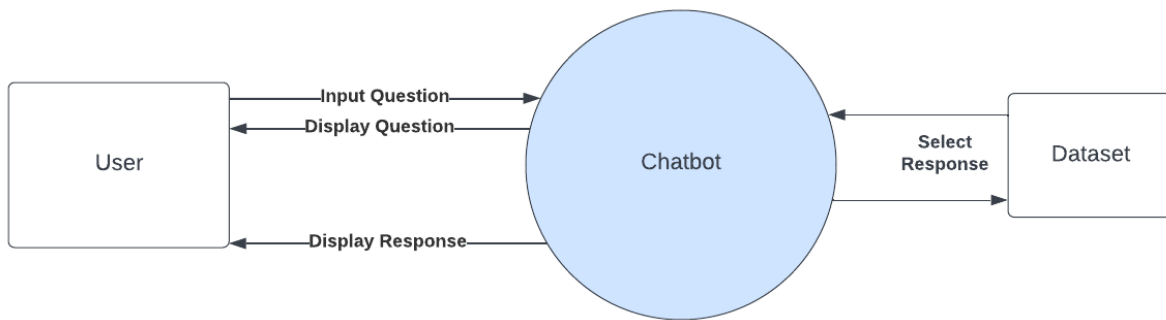 Input Question
Display Question
User
Display Response
Chatbot
Select
Response
Dataset